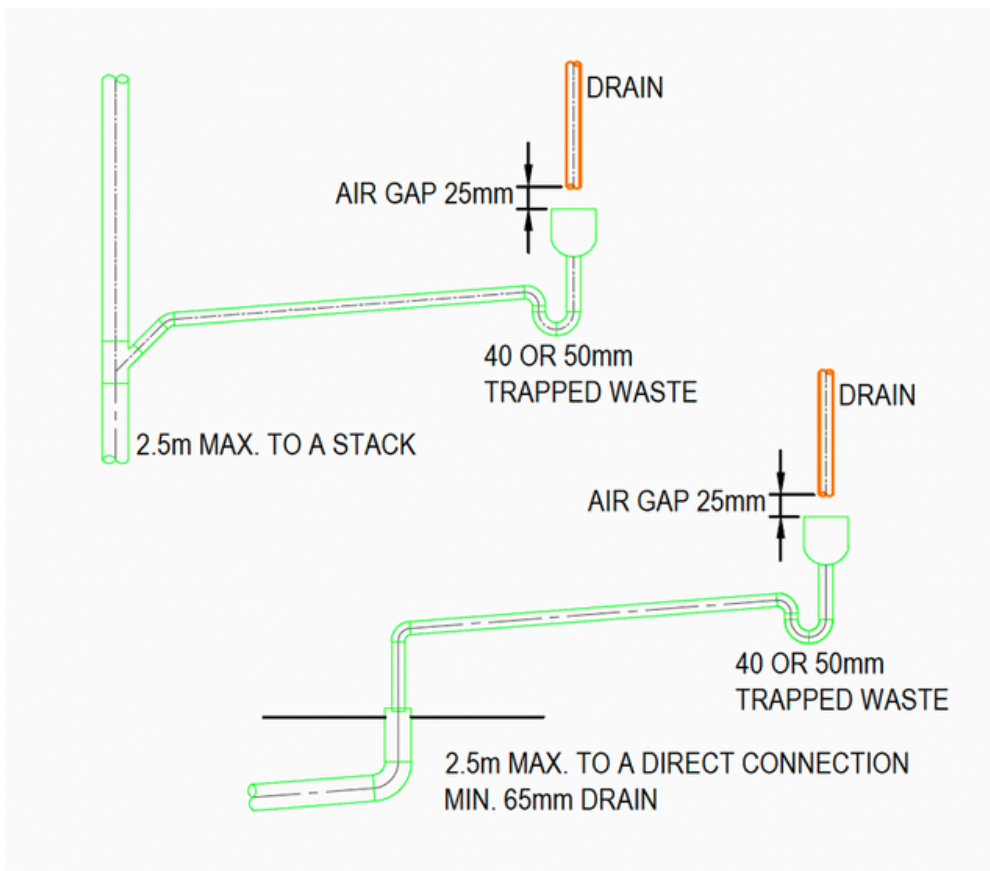 DRAIN
AIR GAP 25mm
40 OR 50mm
TRAPPED WASTE
2.5m MAX. TO A STACK
DRAIN
AIR GAP 25mm
40 OR 50mm
TRAPPED WASTE
2.5m MAX. TO A DIRECT CONNECTION
MIN. 65mm DRAIN